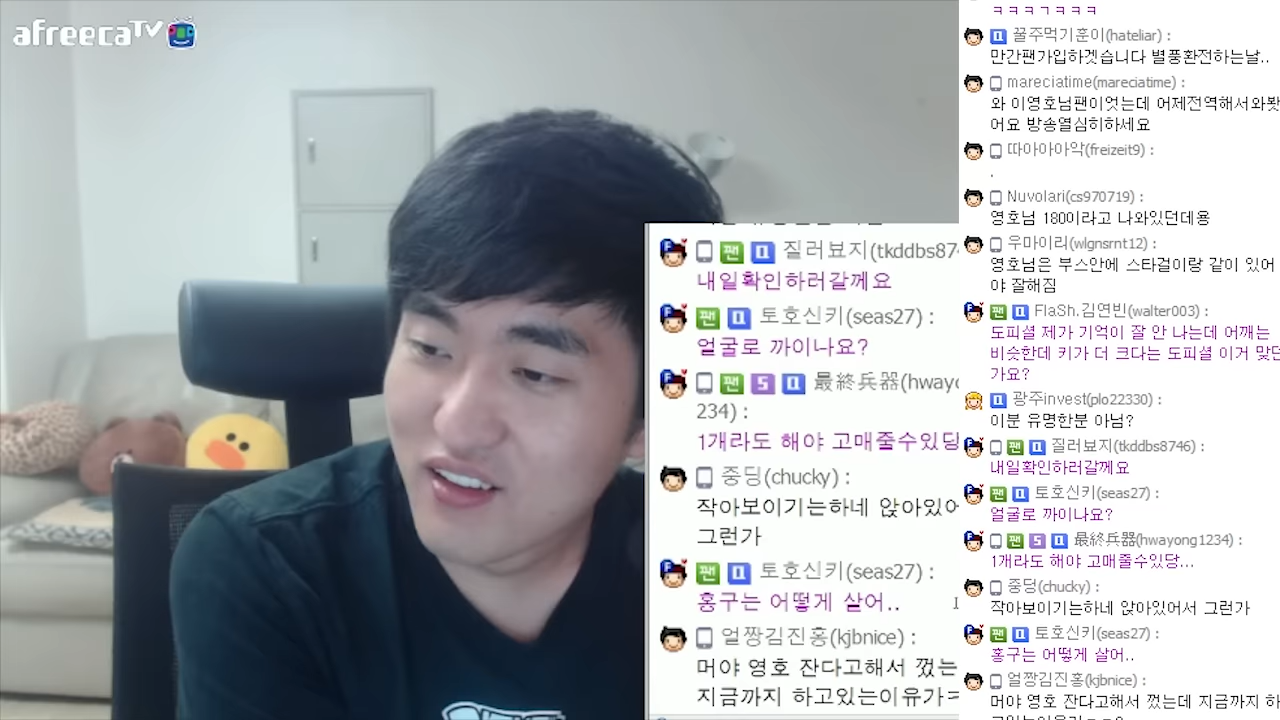 afreecaTV
질러보지(tkddbs874
내일확인하러갈께요
팬 토호신키(seas27) :
얼굴로 까이나요?
팬 S 最終兵器(hwayo
234) :
1개라도 해야 고매줄수있당
중딩(chucky) :
작아보이기는하네 앉아있어
그런가
팬 토호신키(seas27) :
홍구는 어떻게 살어..
얼짱김진홍(kjbnice) :
머야 영호 잔다고해서 껐는
지금까지 하고있는이유가ㅋ
ㅋㅋㅋㄱㅋㅋㅋ
꿀주먹기훈이(hateliar) :
만간팬가입하겟습니다 별풍환전하는날..
mareciatime(mareciatime) :
와 이영호님팬이엇는데 어제전역해서와봣
어요 방송열심히하세요
따아아아악(freizeit9) :
.
Nuvolari(cs970719) :
영호님 180이라고 나와있던데용
우마이리(wlgnsrnt12) :
영호님은 부스안에 스타걸이랑 같이 있어
야 잘해짐
팬 FlaSh.김연빈(walter003) :
도피셜 제가 기억이 잘 안 나는데 어깨는
비슷한데 키가 더 크다는 도피셜 이거 맞던
가요?
광주invest(plo22330) :
이분 유명한분 아님?
팬 질러보지(tkddbs8746) :
내일확인하러갈께요
팬 토호신키(seas27) :
얼굴로 까이나요?
팬 S 最終兵器(hwayong1234) :
1개라도 해야 고매줄수있당...
중딩(chucky) :
작아보이기는하네 앉아있어서 그런가
팬 토호신키(seas27) :
홍구는 어떻게 살어..
얼짱김진홍(kjbnice) :
머야 영호 잔다고해서 껐는데 지금까지 하